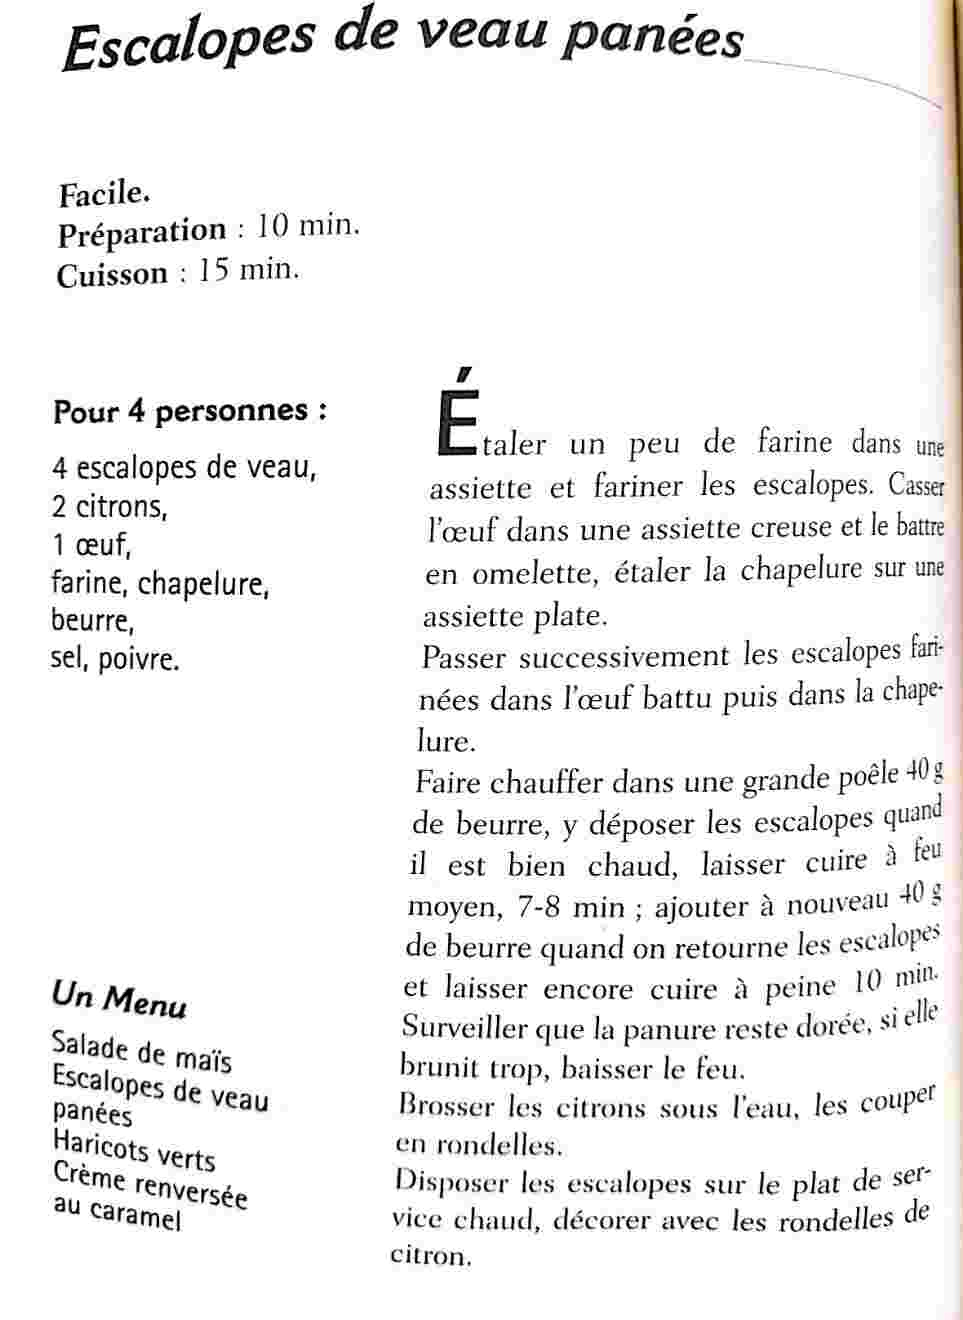 Escalopes de veau panées
Facile.
Préparation : 10 min.
Cuisson : 15 min.
Pour 4 personnes :
4 escalopes de veau,
2 citrons,
1 œuf,
farine, chapelure,
beurre,
sel, poivre.
Étaler un peu de farine dans une
assiette et fariner les escalopes. Casser
l'œuf dans une assiette creuse et le battre
en omelette, étaler la chapelure sur une
assiette plate.
Passer successivement les escalopes fari-
nées dans l'œuf battu puis dans la chape-
lure.
Faire chauffer dans une grande poêle 40 g
de beurre, y déposer les escalopes quand
il est bien chaud, laisser cuire à feu
moyen, 7-8 min ; ajouter à nouveau 40 g
de beurre quand on retourne les escalopes
et laisser encore cuire à peine 10 min.
Surveiller que la panure reste dorée, si elle
brunit trop, baisser le feu.
Brosser les citrons sous l'eau, les couper
en rondelles.
Disposer les escalopes sur le plat de ser-
vice chaud, décorer avec les rondelles de
citron.
Un Menu
Salade de maïs
Escalopes de veau
panées
Haricots verts
Crème renversée
au caramel